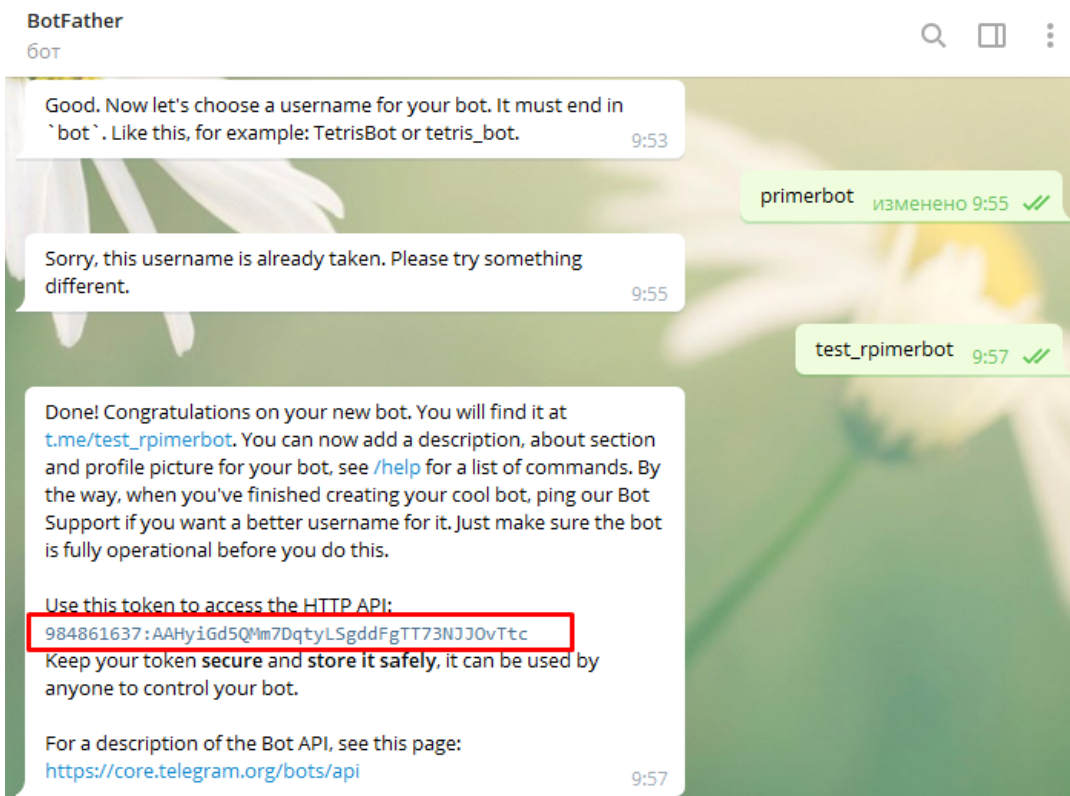 BotFather
бот
Good. Now let's choose a username for your bot. It must end in
`bot`. Like this, for example: TetrisBot or tetris_bot.
9:53
primerbot
изменено 9:55
Sorry, this username is already taken. Please try something
different.
9:55
test_rpimerbot
9:57
Done! Congratulations on your new bot. You will find it at
t.me/test_rpimerbot. You can now add a description, about section
and profile picture for your bot, see /help for a list of commands. By
the way, when you've finished creating your cool bot, ping our Bot
Support if you want a better username for it. Just make sure the bot
is fully operational before you do this.
Use this token to access the HTTP API:
984861637:AAHyiGd5QMm7DqtyLSgddFgTT73NJJOvTtc
Keep your token secure and store it safely, it can be used by
anyone to control your bot.
For a description of the Bot API, see this page:
https://core.telegram.org/bots/api
9:57